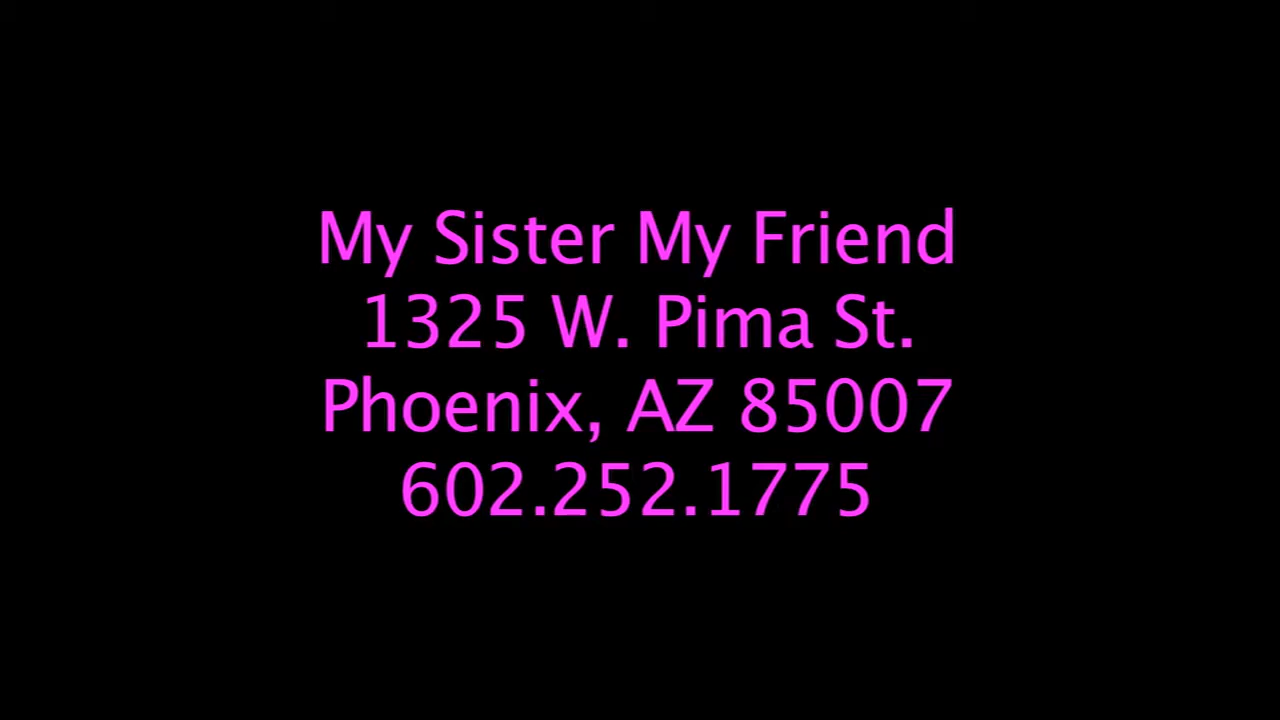 My Sister My Friend
1325 W. Pima St.
Phoenix, AZ 85007
602.252.1775